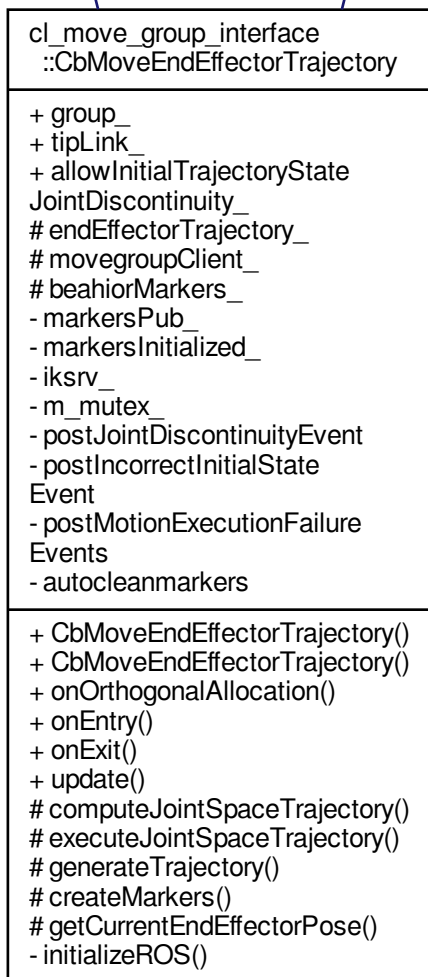 cl_move_group_interface
::CbMoveEndEffectorTrajectory
+ group_
+ tipLink_
+ allowInitialTrajectoryState
JointDiscontinuity_
# endEffectorTrajectory_
# movegroupClient_
# beahiorMarkers_
- markersPub_
- markersInitialized_
- iksrv_
- m_mutex_
- postJointDiscontinuityEvent
- postIncorrectInitialState
Event
- postMotionExecutionFailure
Events
- autocleanmarkers
+ CbMoveEndEffectorTrajectory()
+ CbMoveEndEffectorTrajectory()
+ onOrthogonalAllocation()
+ onEntry()
+ onExit()
+ update()
# computeJointSpaceTrajectory()
# executeJointSpaceTrajectory()
# generateTrajectory()
# createMarkers()
# getCurrentEndEffectorPose()
- initializeROS()